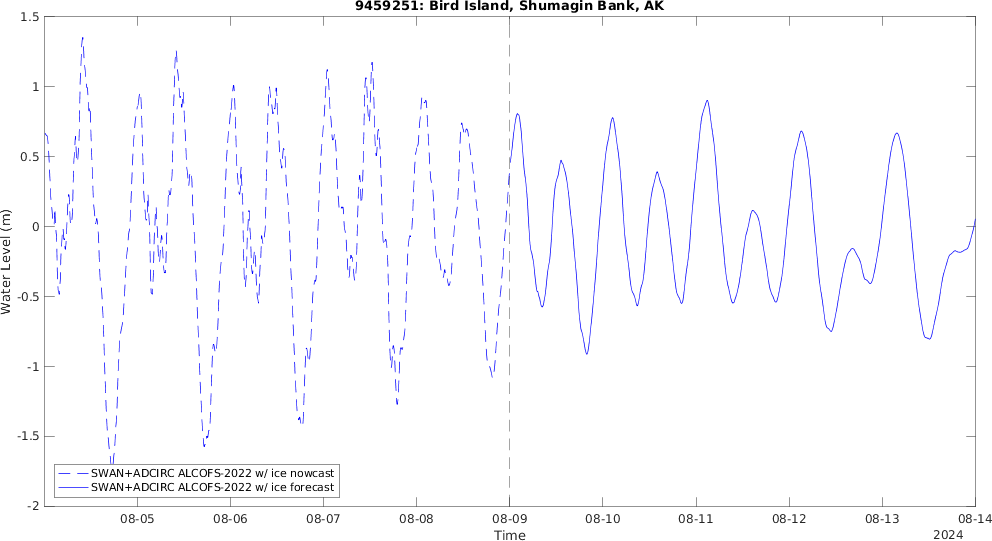 9459251: Bird Island, Shumagin Bank, AK
Water Level (m)
1.5
1
0.5
0
-0.5
-1
-1.5
-2
SWAN+ADCIRC ALCOFS-2022 w/ ice nowcast
SWAN+ADCIRC ALCOFS-2022 w/ ice forecast
08-05 08-06 08-07 08-08 08-09 08-10 08-11 08-12 08-13 08-14
Time
2024